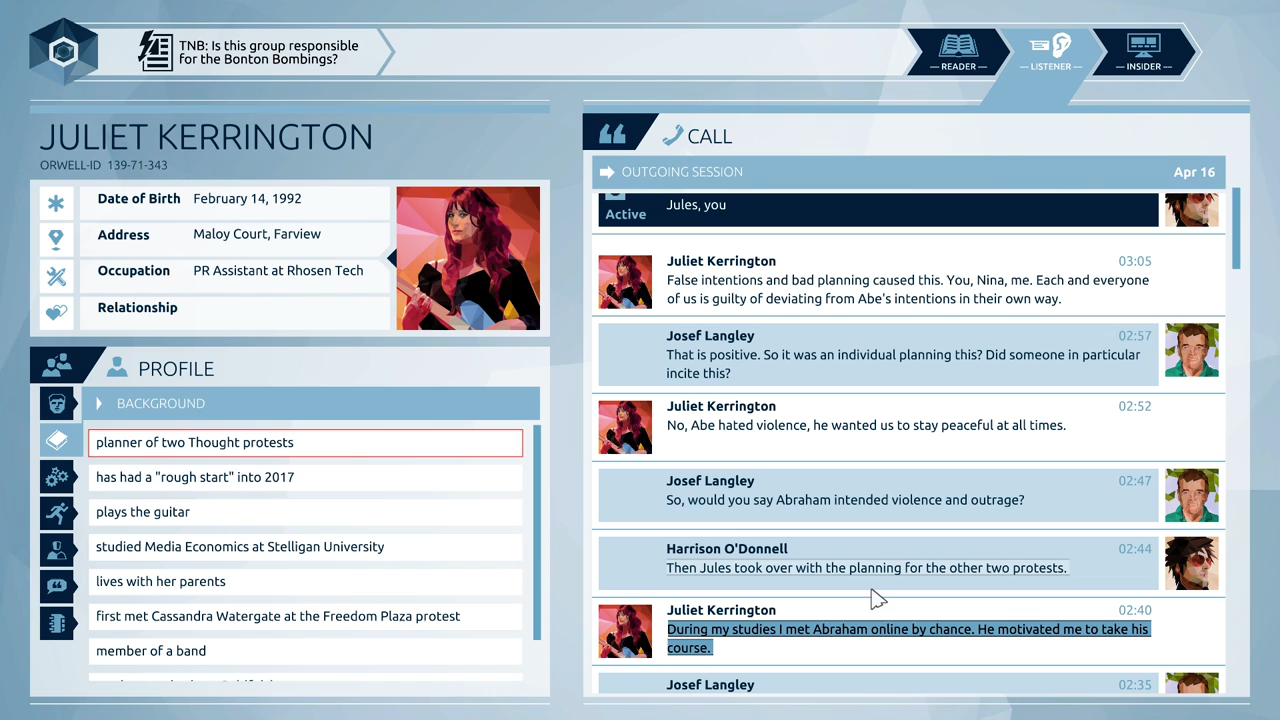 TNB: Is this group responsible
for the Bonton Bombings?
— READER —
— LISTENER —
— INSIDER —
JULIET KERRINGTON
ORWELL-ID 139-71-343
Date of Birth February 14, 1992
Address Maloy Court, Farview
Occupation PR Assistant at Rhosen Tech
Relationship
PROFILE
BACKGROUND
planner of two Thought protests
has had a "rough start" into 2017
plays the guitar
studied Media Economics at Stelligan University
lives with her parents
first met Cassandra Watergate at the Freedom Plaza protest
member of a band
CALL
OUTGOING SESSION Apr 16
Active Jules, you
Juliet Kerrington 03:05
False intentions and bad planning caused this. You, Nina, me. Each and everyone
of us is guilty of deviating from Abe's intentions in their own way.
Josef Langley 02:57
That is positive. So it was an individual planning this? Did someone in particular
incite this?
Juliet Kerrington 02:52
No, Abe hated violence, he wanted us to stay peaceful at all times.
Josef Langley 02:47
So, would you say Abraham intended violence and outrage?
Harrison O'Donnell 02:44
Then Jules took over with the planning for the other two protests.
Juliet Kerrington 02:40
During my studies I met Abraham online by chance. He motivated me to take his
course.
Josef Langley 02:35